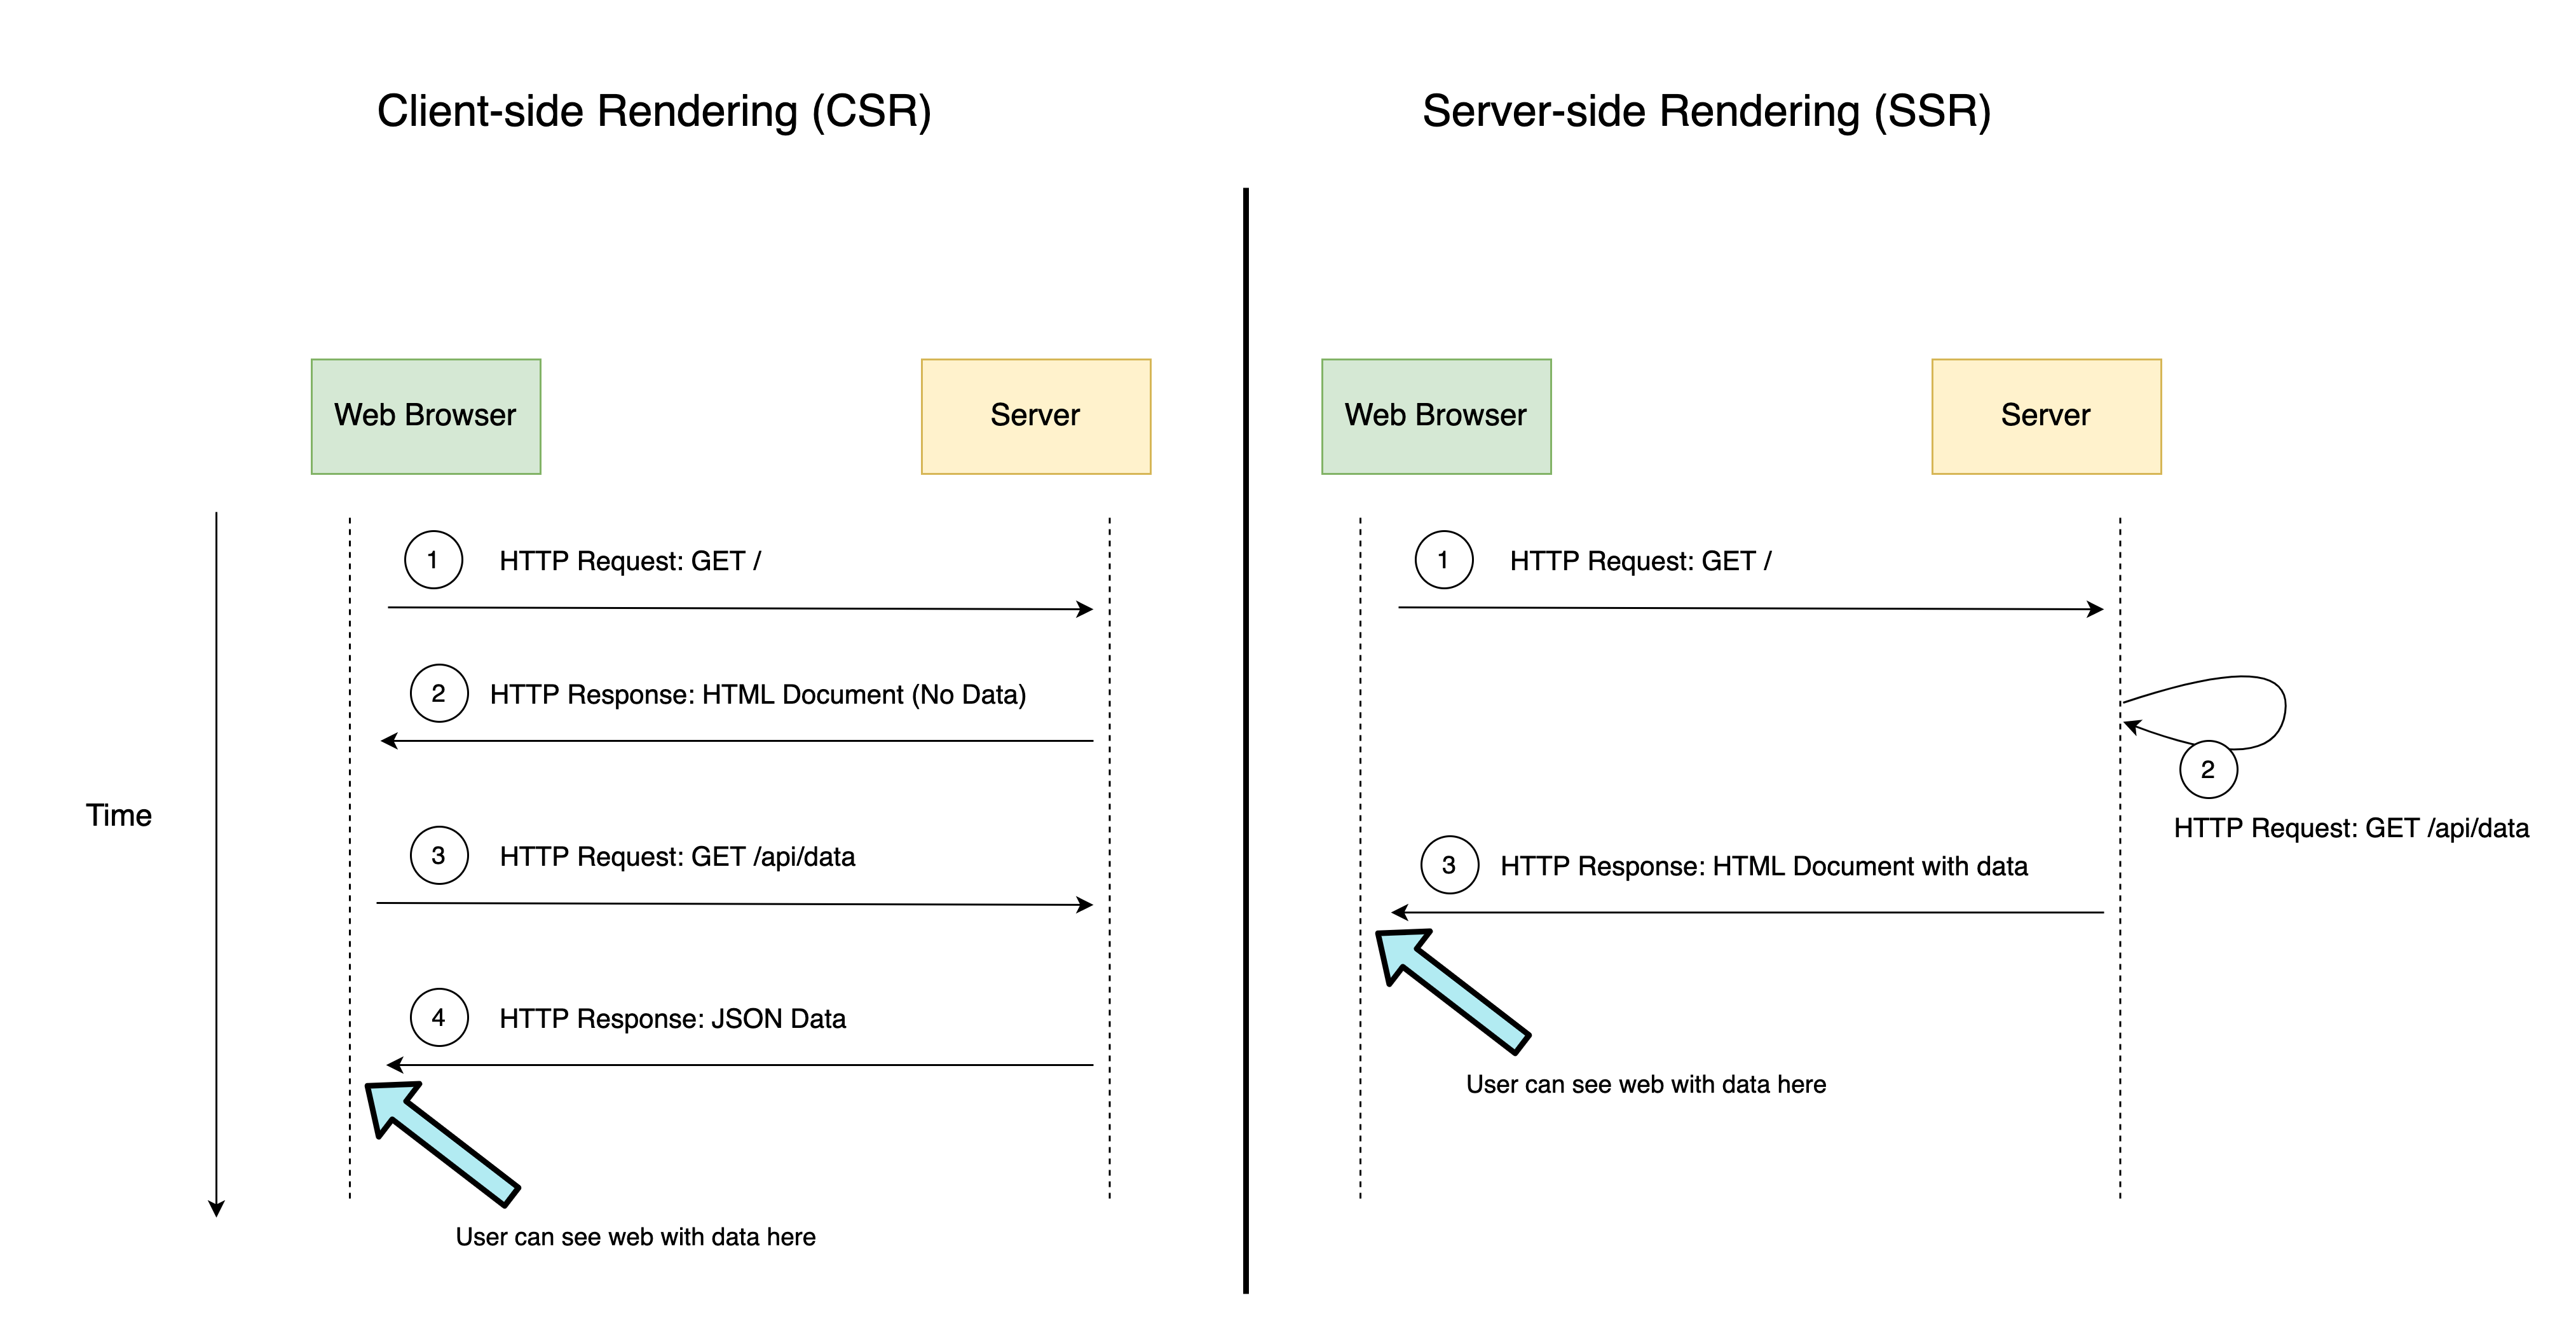 Client-side Rendering (CSR)
Web Browser
Server
Time
1
HTTP Request: GET /
2
HTTP Response: HTML Document (No Data)
3
HTTP Request: GET /api/data
4
HTTP Response: JSON Data
User can see web with data here
Server-side Rendering (SSR)
Web Browser
Server
1
HTTP Request: GET /
2
HTTP Request: GET /api/data
3
HTTP Response: HTML Document with data
User can see web with data here